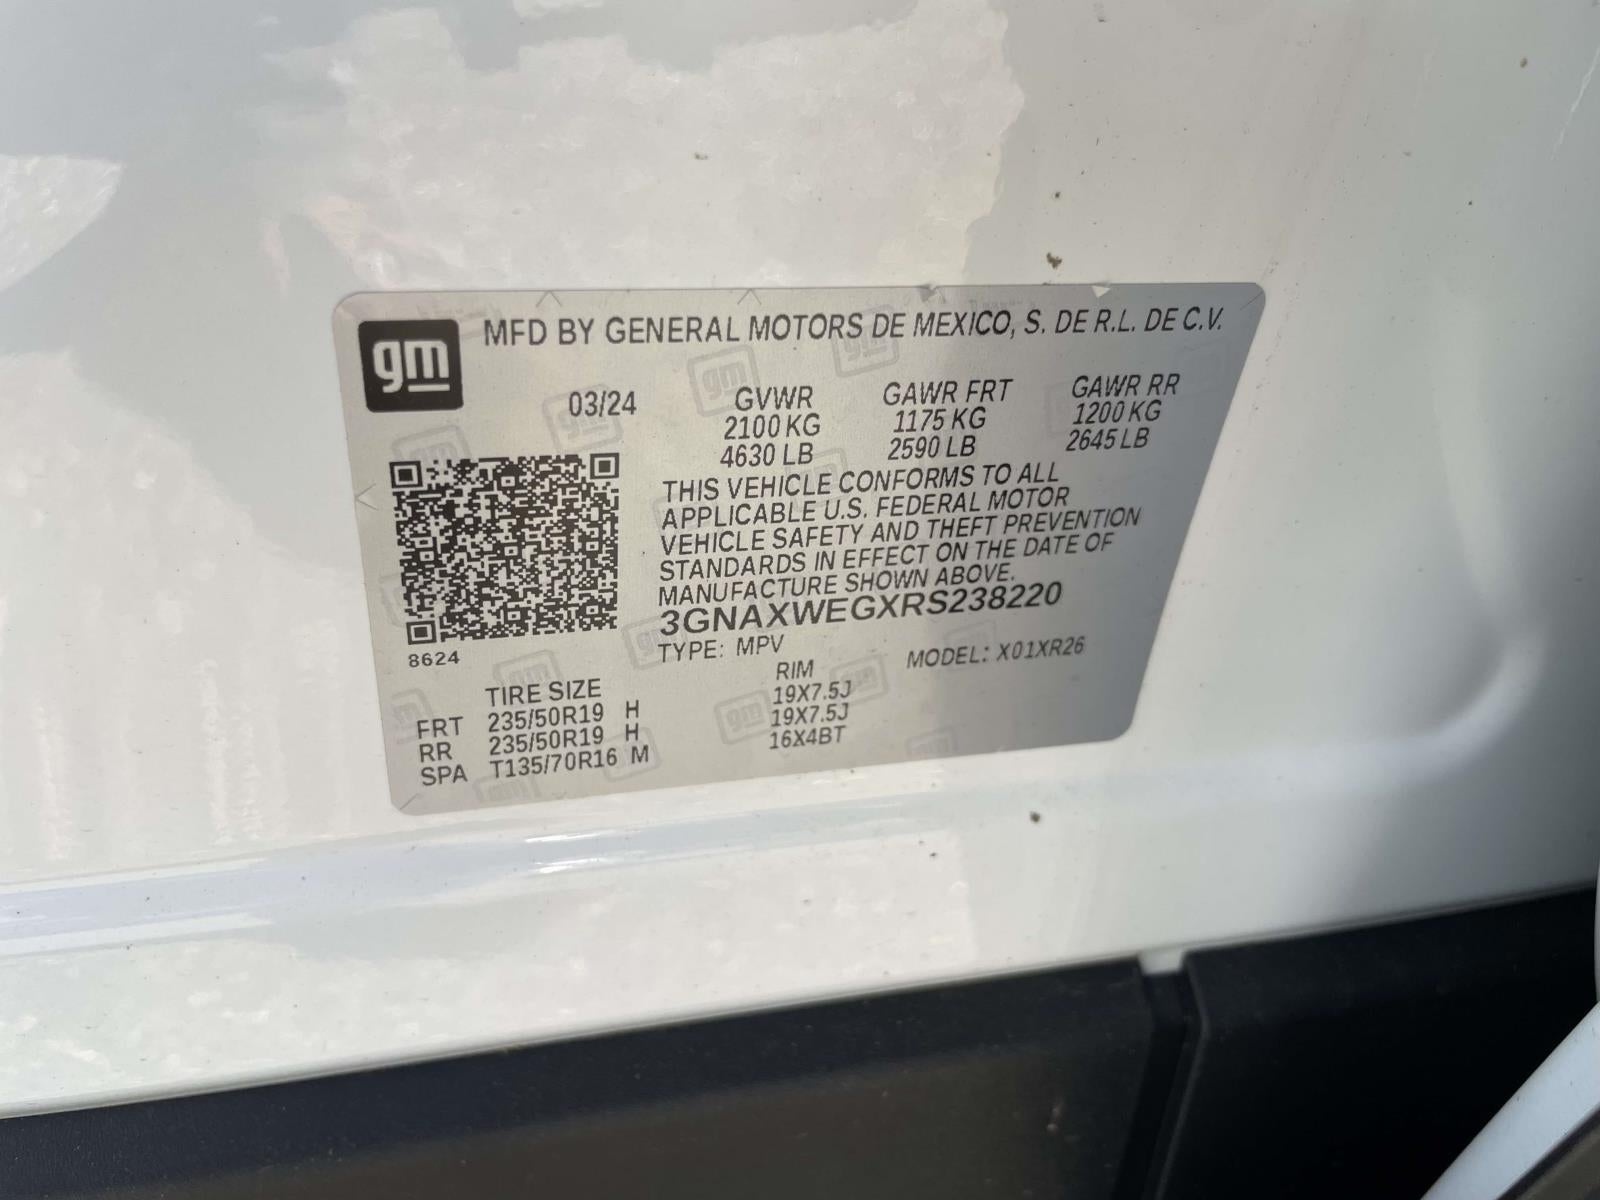 gm
MFD BY GENERAL MOTORS DE MEXICO, S. DE R.L. DE C.V.
03/24 GVWR GAWR FRT GAWR RR
2100 KG 1175 KG 1200 KG
4630 LB 2590 LB 2645 LB
THIS VEHICLE CONFORMS TO ALL
APPLICABLE U.S. FEDERAL MOTOR
VEHICLE SAFETY AND THEFT PREVENTION
STANDARDS IN EFFECT ON THE DATE OF
MANUFACTURE SHOWN ABOVE.
3GNAXWEGXRS238220
8624
TYPE: MPV MODEL: X01XR26
TIRE SIZE RIM
FRT 235/50R19 H 19X7.5J
RR 235/50R19 H 19X7.5J
SPA T135/70R16 M 16X4BT